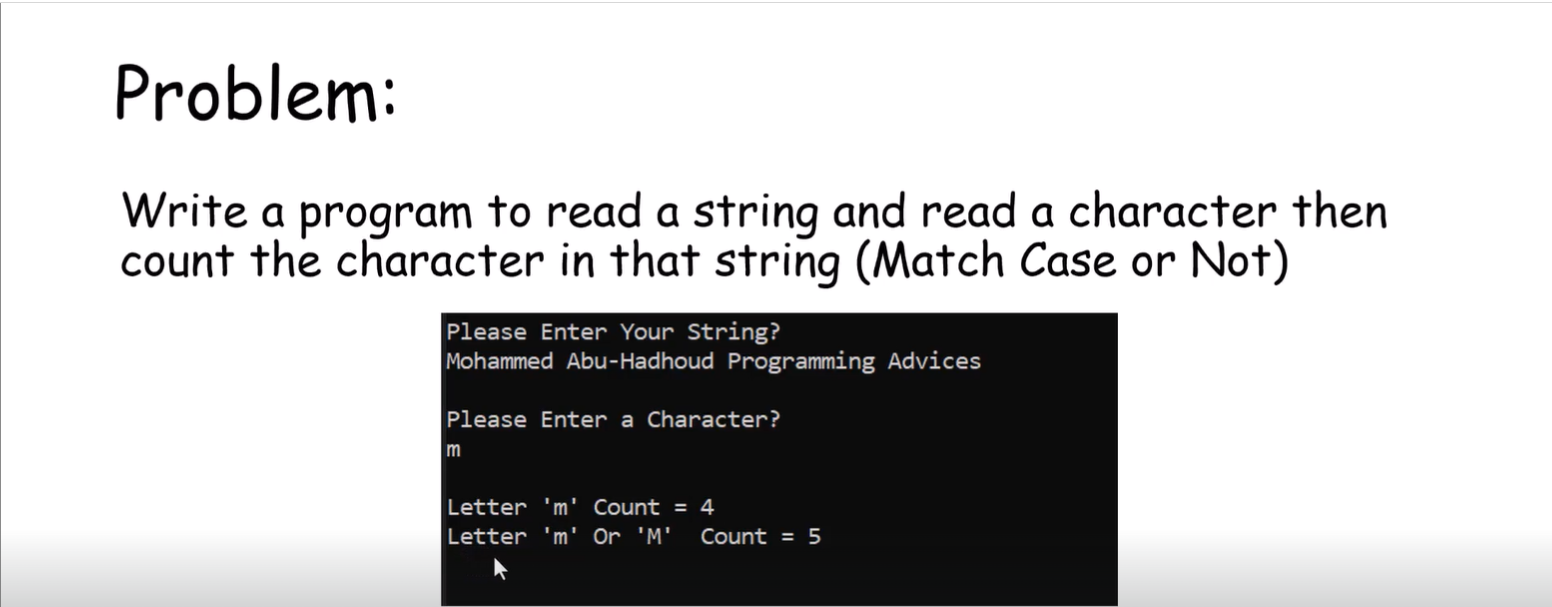 Problem:
Write a program to read a string and read a character then
count the character in that string (Match Case or Not)
Please Enter Your String?
Mohammed Abu-Hadhoud Programming Advices
Please Enter a Character?
m
Letter 'm' Count = 4
Letter 'm' Or 'M'  Count = 5